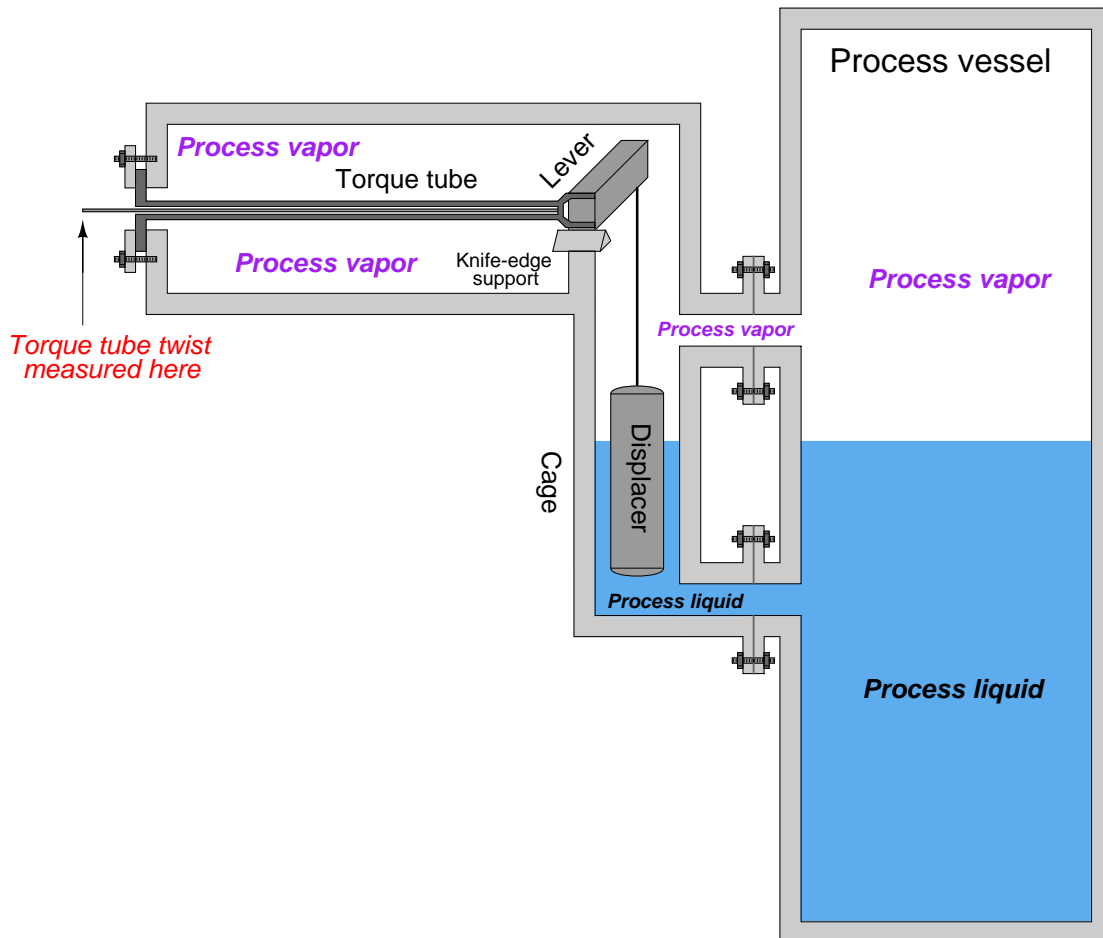 Process vessel
Process vapor
Lever
Torque tube
Process vapor
Knife-edge
support
Process vapor
Process vapor
Torque tube twist
measured here
Displacer
Cage
Process liquid
Process liquid